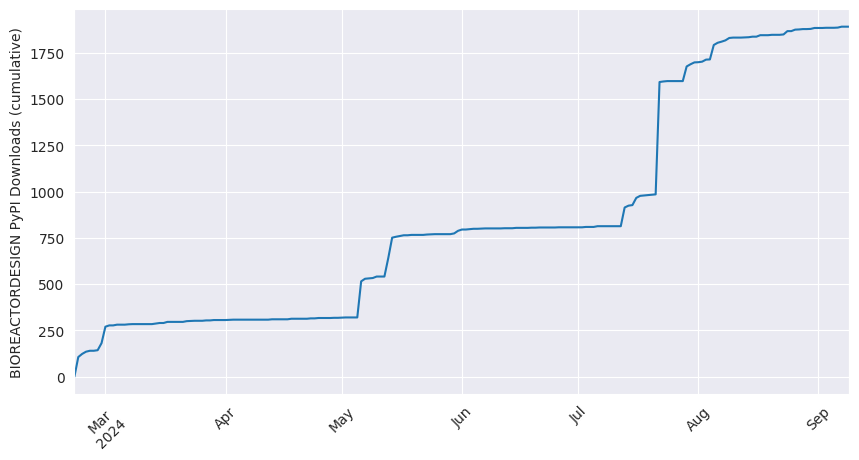 BIOREACTORDESIGN PyPI Downloads (cumulative)
1750
1500
1250
1000
750
500
250
0
Mar
2024
Apr
May
Jun
Jul
Aug
Sep